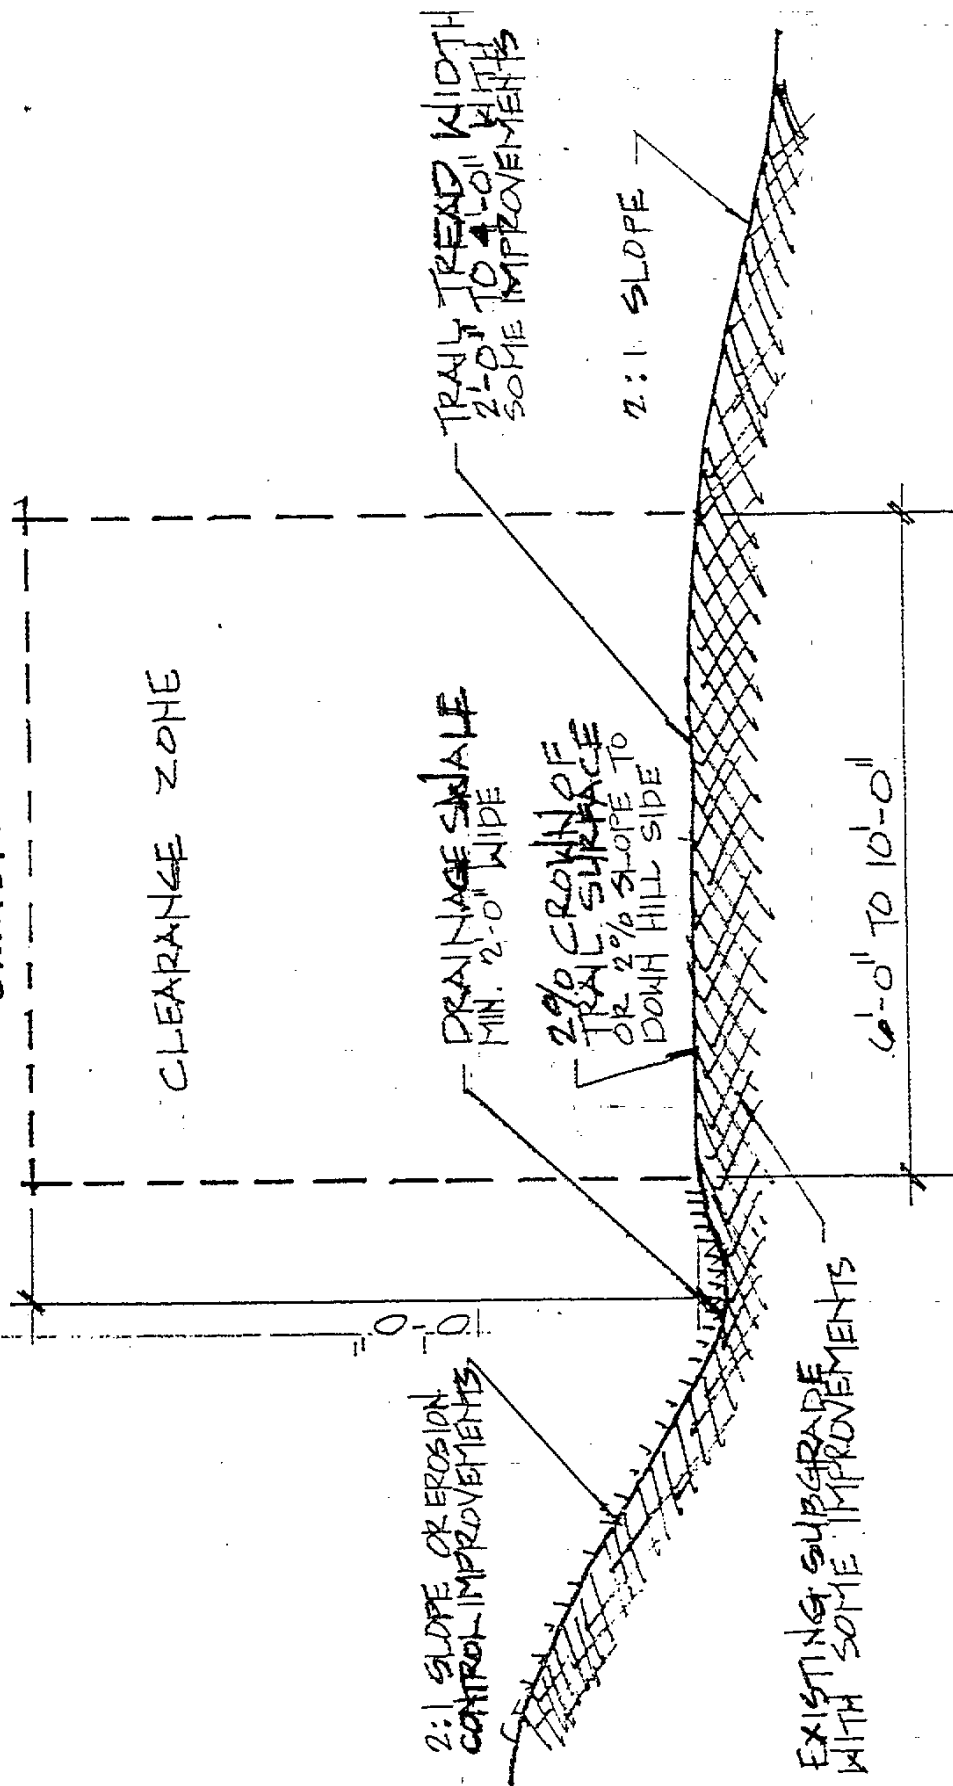 CLEARANCE ZONE
TRAIL TREAD WIDTH
2'-0" TO 4'-0" WITH
SOME IMPROVEMENTS
DRAINAGE SWALE
MIN. 2'-0" WIDE
2% CROWN OF
TRAIL SURFACE
OR 2% SLOPE TO
DOWN HILL SIDE
2:1 SLOPE
2:1 SLOPE OR EROSION
CONTROL IMPROVEMENTS
EXISTING SUBGRADE
WITH SOME IMPROVEMENTS
6'-0" TO 10'-0"